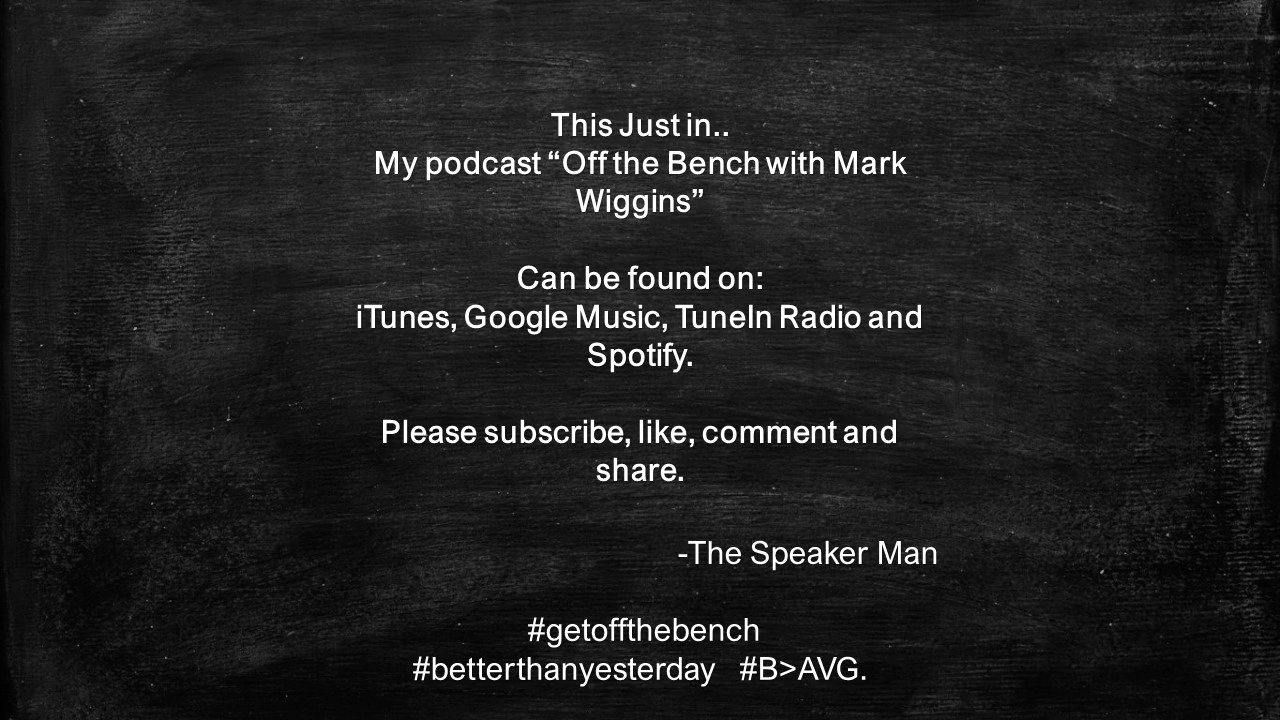 This Just in..
My podcast “Off the Bench with Mark
Wiggins”
Can be found on:
iTunes, Google Music, TuneIn Radio and
Spotify.
Please subscribe, like, comment and
share.
-The Speaker Man
#getoffthebench
#betterthanyesterday #B>AVG.